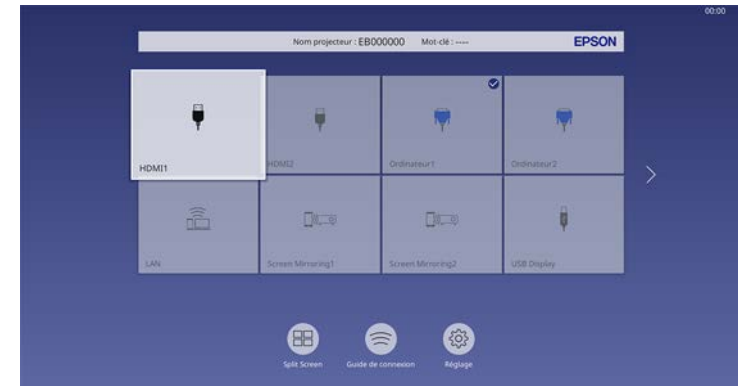 00:00
Nom projecteur : EB000000 Mot-clé : ---- EPSON
HDMI1 HDMI2 Ordinateur1 Ordinateur2
LAN Screen Mirroring1 Screen Mirroring2 USB Display
Split Screen Guide de connexion Réglage